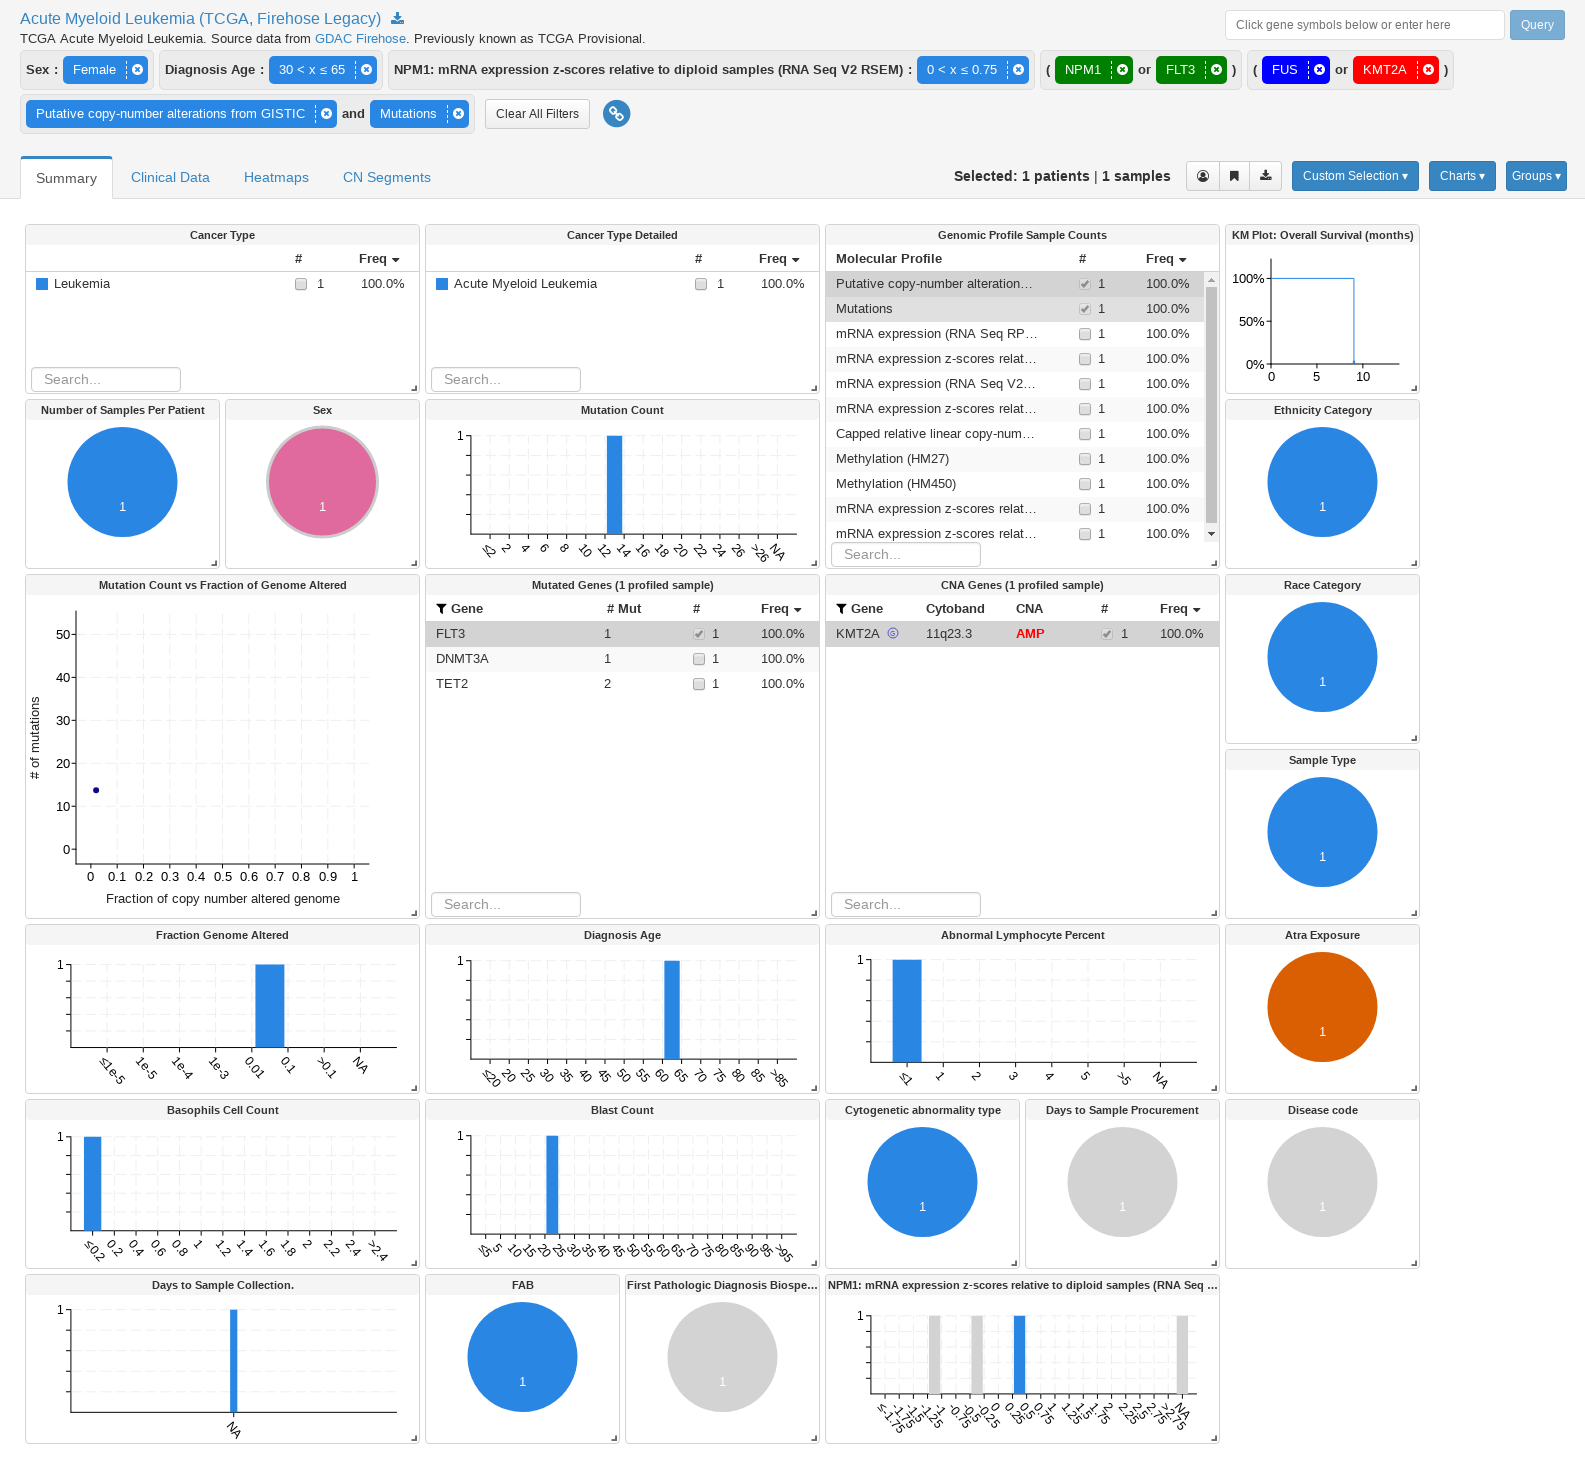 Acute Myeloid Leukemia (TCGA, Firehose Legacy)
Click gene symbols below or enter here
Query
TCGA Acute Myeloid Leukemia. Source data from GDAC Firehose. Previously known as TCGA Provisional.
Sex : Female Diagnosis Age : 30 < x ≤ 65 NPM1: mRNA expression z-scores relative to diploid samples (RNA Seq V2 RSEM) : 0 < x ≤ 0.75 ( NPM1 or FLT3 ) ( FUS or KMT2A )
Putative copy-number alterations from GISTIC and Mutations Clear All Filters
Summary Clinical Data Heatmaps CN Segments Selected: 1 patients | 1 samples Custom Selection ▾ Charts ▾ Groups ▾
Cancer Type
# Freq
Leukemia 1 100.0%
Search...
Cancer Type Detailed
# Freq
Acute Myeloid Leukemia 1 100.0%
Search...
Genomic Profile Sample Counts
Molecular Profile # Freq
Putative copy-number alteration… 1 100.0%
Mutations 1 100.0%
mRNA expression (RNA Seq RP… 1 100.0%
mRNA expression z-scores relat… 1 100.0%
mRNA expression (RNA Seq V2… 1 100.0%
mRNA expression z-scores relat… 1 100.0%
Capped relative linear copy-num… 1 100.0%
Methylation (HM27) 1 100.0%
Methylation (HM450) 1 100.0%
mRNA expression z-scores relat… 1 100.0%
mRNA expression z-scores relat… 1 100.0%
Search...
KM Plot: Overall Survival (months)
100%
50%
0%
0 5 10
Number of Samples Per Patient
1
Sex
1
Mutation Count
1
≤2 2 4 6 8 10 12 14 16 18 20 22 24 26 >26 NA
Ethnicity Category
1
Mutation Count vs Fraction of Genome Altered
# of mutations
50
40
30
20
10
0
0 0.1 0.2 0.3 0.4 0.5 0.6 0.7 0.8 0.9 1
Fraction of copy number altered genome
Mutated Genes (1 profiled sample)
Gene # Mut # Freq
FLT3 1 1 100.0%
DNMT3A 1 1 100.0%
TET2 2 1 100.0%
Search...
CNA Genes (1 profiled sample)
Gene Cytoband CNA # Freq
KMT2A G 11q23.3 AMP 1 100.0%
Search...
Race Category
1
Sample Type
1
Fraction Genome Altered
1
≤1e-5 1e-5 1e-4 1e-3 0.01 0.1 >0.1 NA
Diagnosis Age
1
≤20 20 25 30 35 40 45 50 55 60 65 70 75 80 85 >85
Abnormal Lymphocyte Percent
1
≤1 1 2 3 4 5 >5 NA
Atra Exposure
1
Basophils Cell Count
1
≤0.2 0.2 0.4 0.6 0.8 1 1.2 1.4 1.6 1.8 2 2.2 2.4 >2.4
Blast Count
1
≤5 5 10 15 20 25 30 35 40 45 50 55 60 65 70 75 80 85 90 95 >95
Cytogenetic abnormality type
1
Days to Sample Procurement
1
Disease code
1
Days to Sample Collection.
1
NA
FAB
1
First Pathologic Diagnosis Biospe…
1
NPM1: mRNA expression z-scores relative to diploid samples (RNA Seq …
1
≤-1.75 -1.75 -1.5 -1.25 -1 -0.75 -0.5 -0.25 0 0.25 0.5 0.75 1 1.25 1.5 1.75 2 2.25 2.5 2.75 >2.75 NA